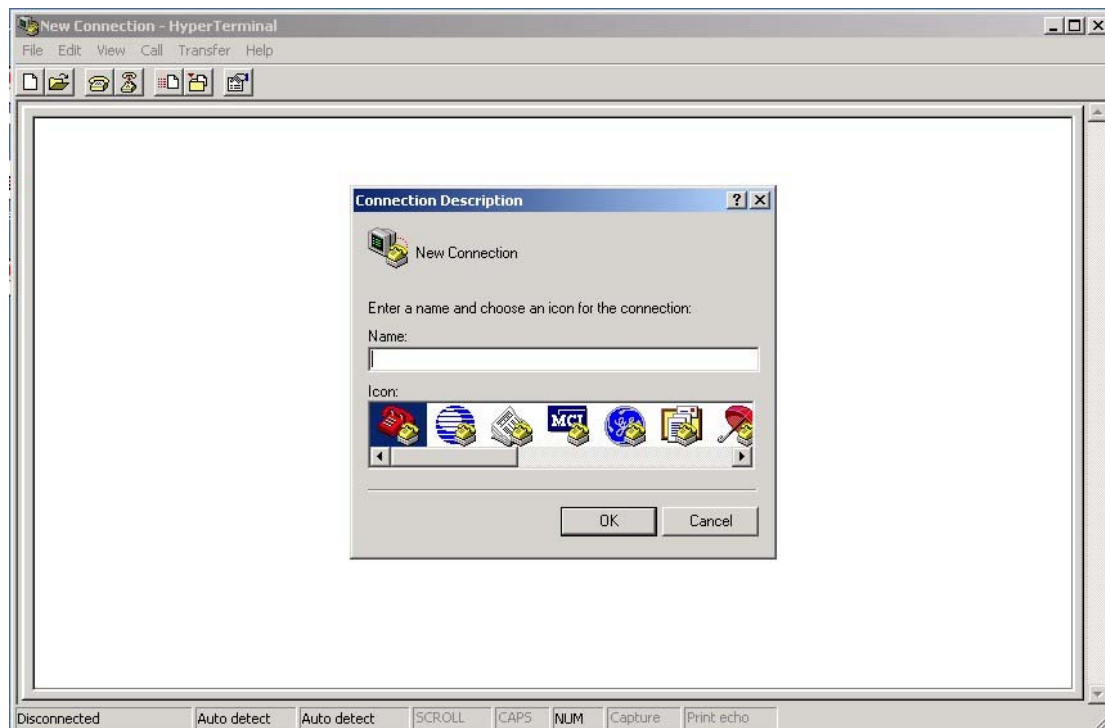 New Connection - HyperTerminal
File Edit View Call Transfer Help
Connection Description
New Connection
Enter a name and choose an icon for the connection:
Name:
Icon:
MCI
OK Cancel
Disconnected Auto detect Auto detect SCROLL CAPS NUM Capture Print echo